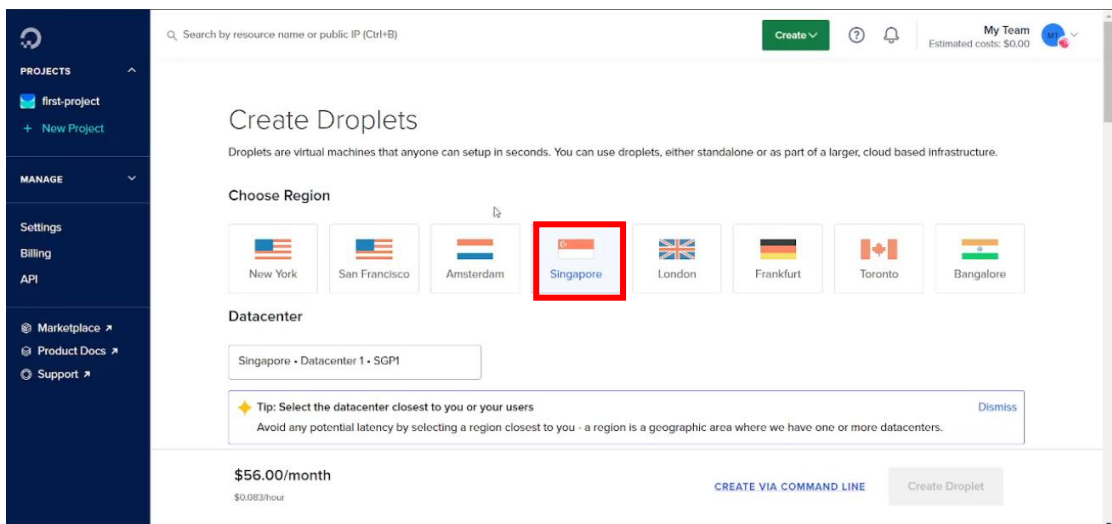 Search by resource name or public IP (Ctrl+B)
Create
My Team
Estimated costs: $0.00
M1
PROJECTS
first-project
+ New Project
MANAGE
Settings
Billing
API
Marketplace
Product Docs
Support
Create Droplets
Droplets are virtual machines that anyone can setup in seconds. You can use droplets, either standalone or as part of a larger, cloud based infrastructure.
Choose Region
New York
San Francisco
Amsterdam
Singapore
London
Frankfurt
Toronto
Bangalore
Datacenter
Singapore • Datacenter 1 • SGP1
Tip: Select the datacenter closest to you or your users
Dismiss
Avoid any potential latency by selecting a region closest to you - a region is a geographic area where we have one or more datacenters.
$56.00/month
$0.083/hour
CREATE VIA COMMAND LINE
Create Droplet